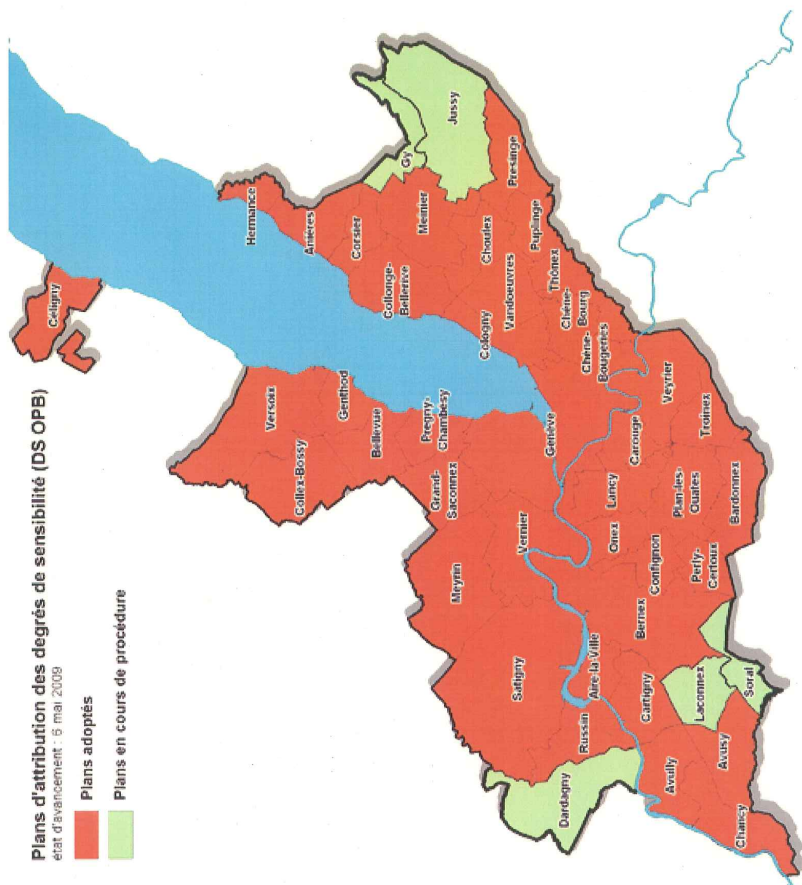 Plans d'attribution des degrés de sensibilité (DS OPB)
état d'avancement : 6 mai 2009
Plans adoptés
Plans en cours de procédure
Céligny
Hermance
Anières
Corsier
Gy
Jussy
Meinier
Collonge-
Bellerive
Versoix
Collex-Bossy
Genthod
Bellevue
Pregny-
Chambésy
Grand-
Saconnex
Cologny
Choulex
Presinge
Vandoeuvres
Puplinge
Thônex
Chêne-
Bourg
Chêne-
Bougeries
Genève
Meyrin
Vernier
Satigny
Russin
Dardagny
Aire-la-Ville
Carouge
Veyrier
Lancy
Onex
Confignon
Bernex
Troinex
Plan-les-
Ouates
Bardonnex
Perly-
Certoux
Cartigny
Laconnex
Soral
Avully
Avusy
Chancy